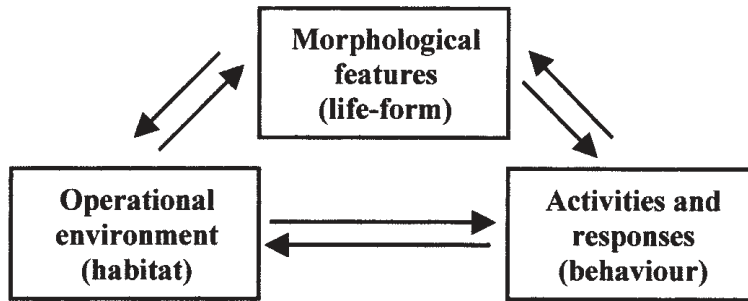 Morphological
features
(life-form)
Operational
environment
(habitat)
Activities and
responses
(behaviour)